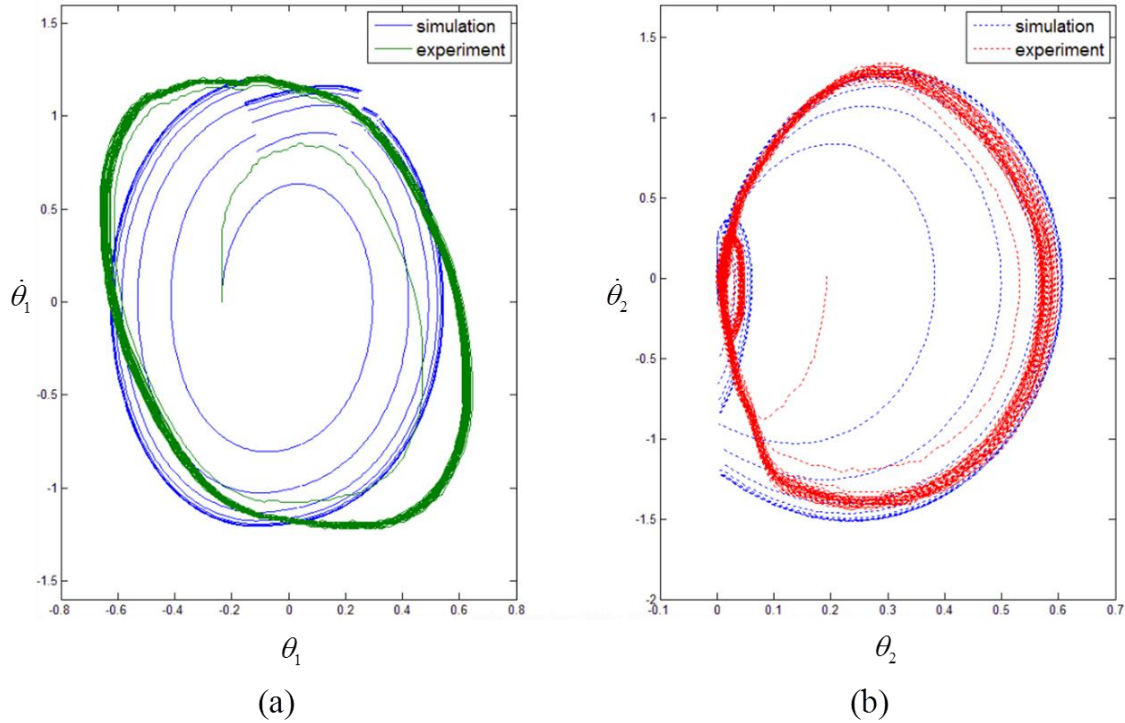 1.5
1
0.5
0
-0.5
-1
-1.5
-0.8 -0.6 -0.4 -0.2 0 0.2 0.4 0.6 0.8
simulation
experiment
θ̇₁
θ₁
(a)
1.5
1
0.5
0
-0.5
-1
-1.5
-2
-0.1 0 0.1 0.2 0.3 0.4 0.5 0.6 0.7
simulation
experiment
θ̇₂
θ₂
(b)